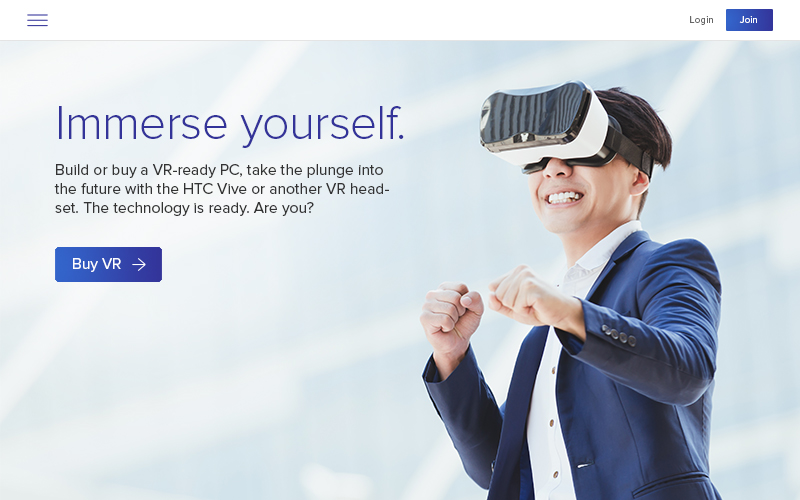 Login
Join
Immerse yourself.
Build or buy a VR-ready PC, take the plunge into
the future with the HTC Vive or another VR head-
set. The technology is ready. Are you?
Buy VR